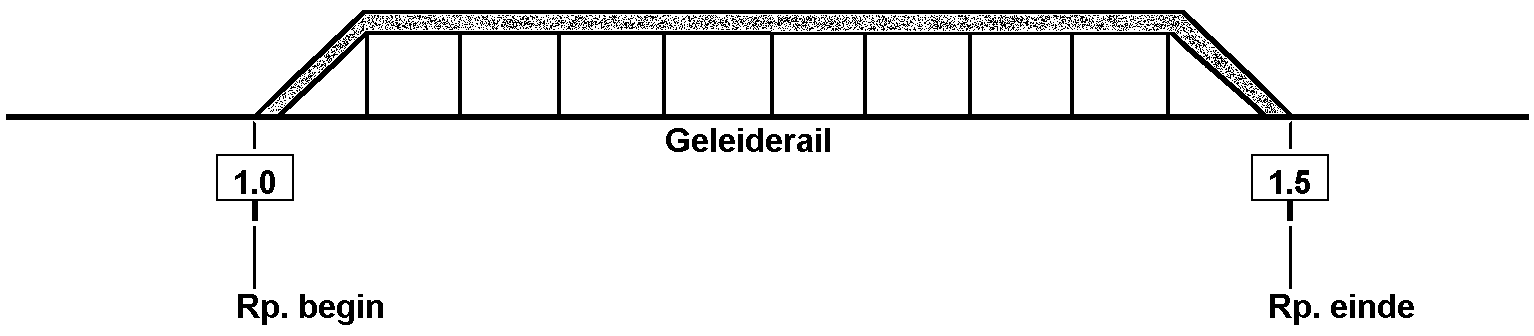 Geleiderail
1.0
1.5
Rp. begin
Rp. einde